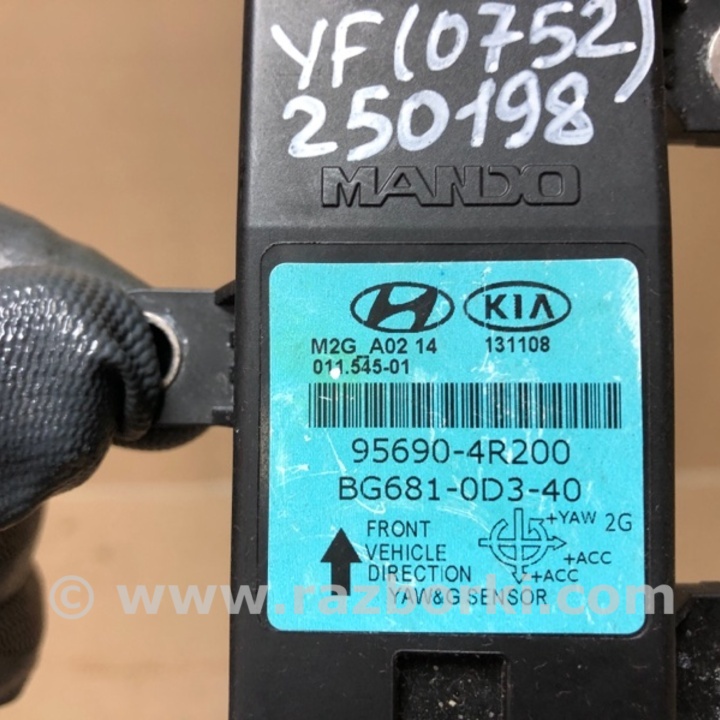 YF(0752)
250198
MANDO
HYUNDAI KIA
M2G_A02 14 131108
011.545-01
95690-4R200
BG681-0D3-40
+YAW 2G
FRONT
VEHICLE +ACC
DIRECTION +ACC
YAW&G SENSOR
© www.razborki.com